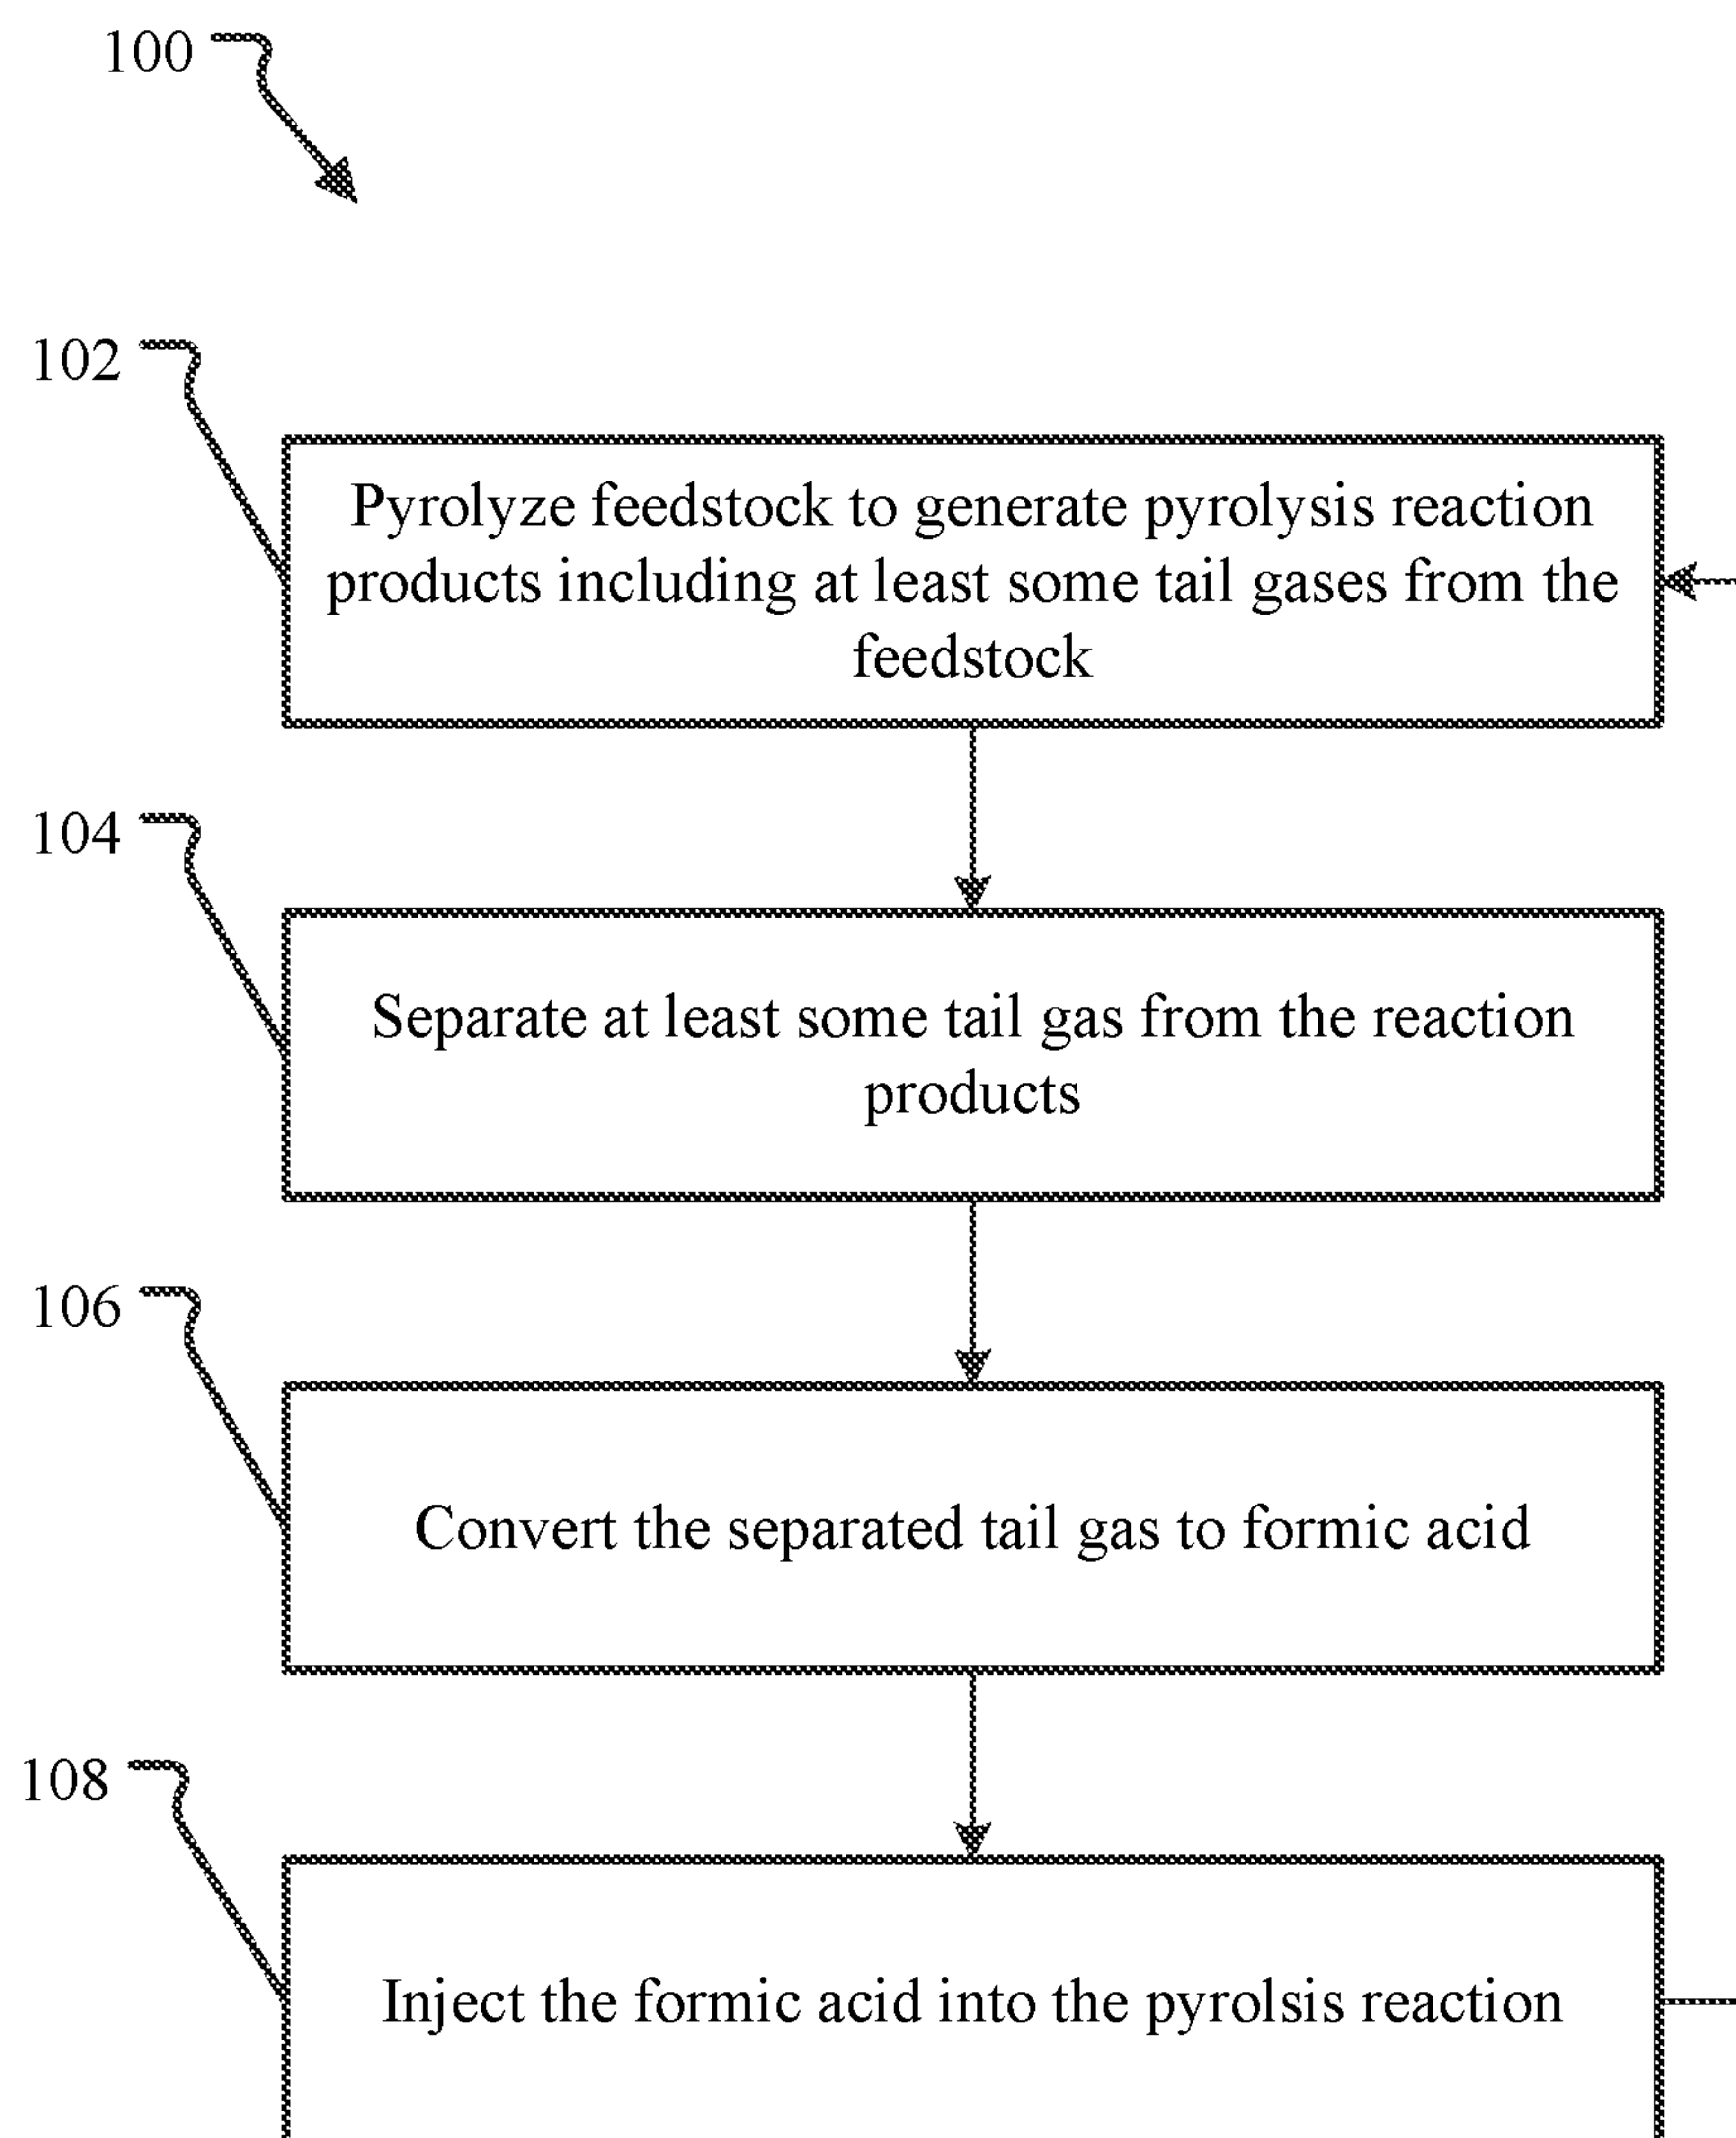 100
102
Pyrolyze feedstock to generate pyrolysis reaction
products including at least some tail gases from the
feedstock
104
Separate at least some tail gas from the reaction
products
106
Convert the separated tail gas to formic acid
108
Inject the formic acid into the pyrolsis reaction